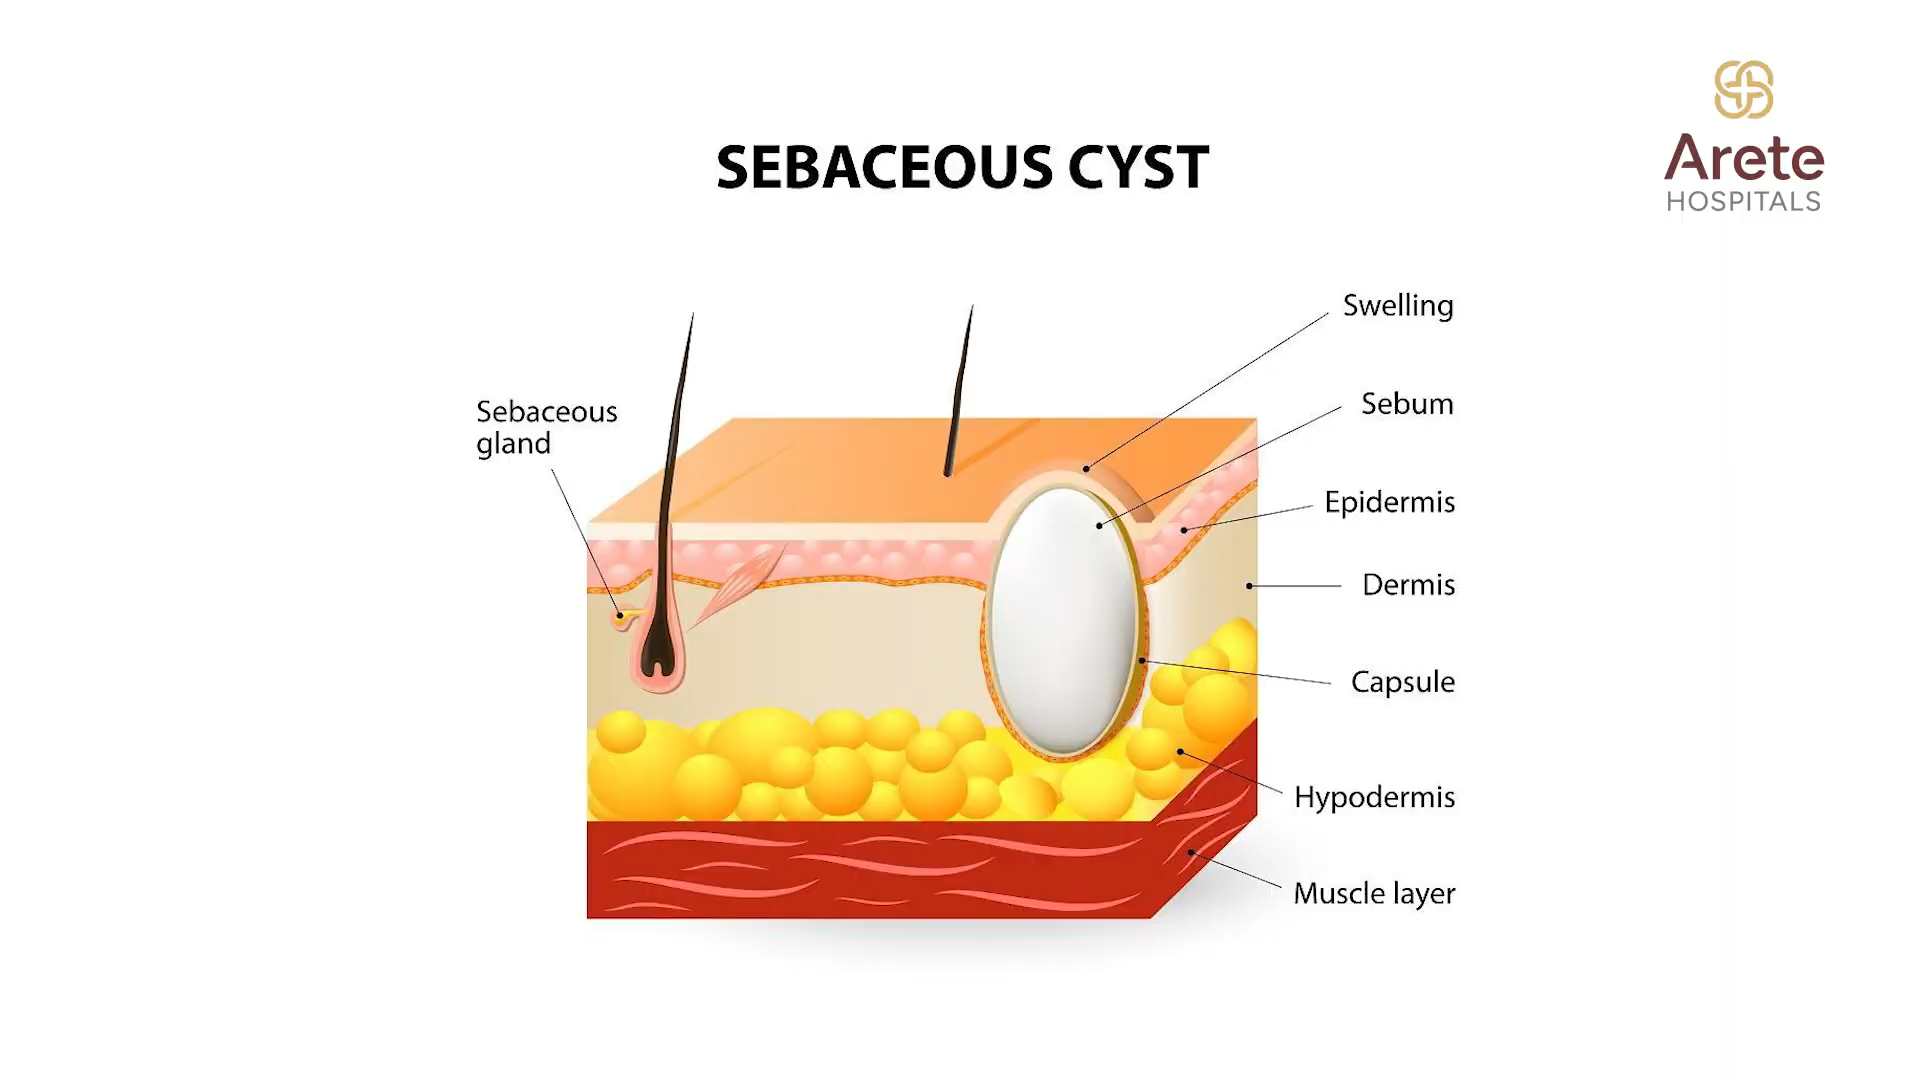 Arete
HOSPITALS
SEBACEOUS CYST
Swelling
Sebum
Sebaceous
gland
Epidermis
Dermis
Capsule
Hypodermis
Muscle layer